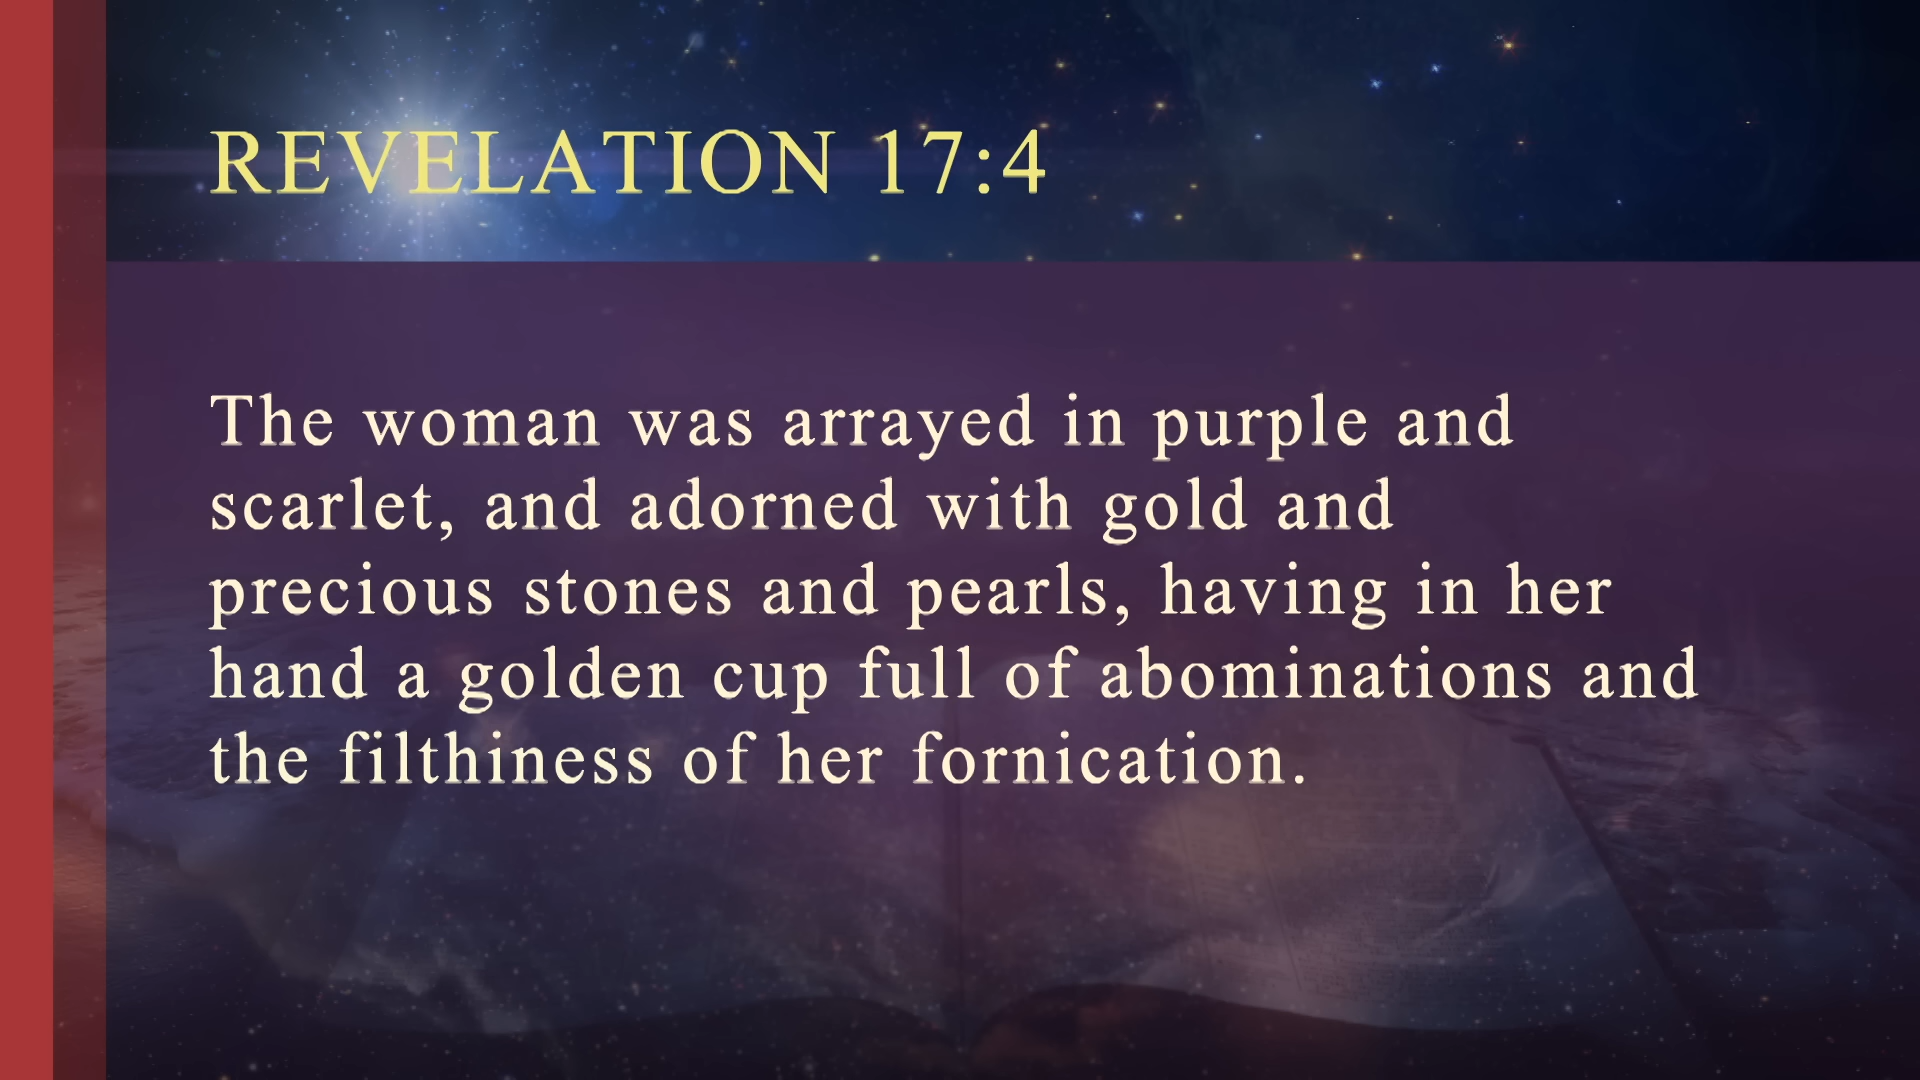 REVELATION 17:4
The woman was arrayed in purple and
scarlet, and adorned with gold and
precious stones and pearls, having in her
hand a golden cup full of abominations and
the filthiness of her fornication.